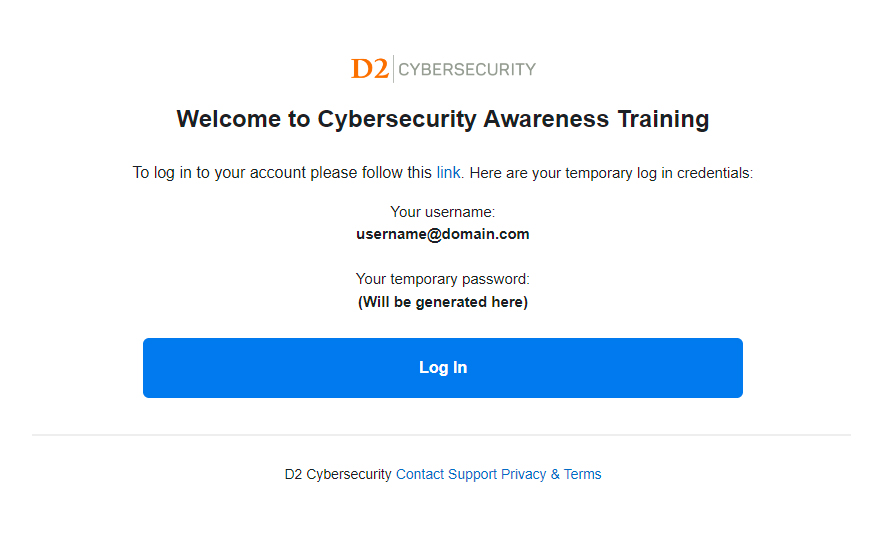 D2 CYBERSECURITY
Welcome to Cybersecurity Awareness Training
To log in to your account please follow this link. Here are your temporary log in credentials:
Your username:
username@domain.com
Your temporary password:
(Will be generated here)
Log In
D2 Cybersecurity Contact Support Privacy & Terms